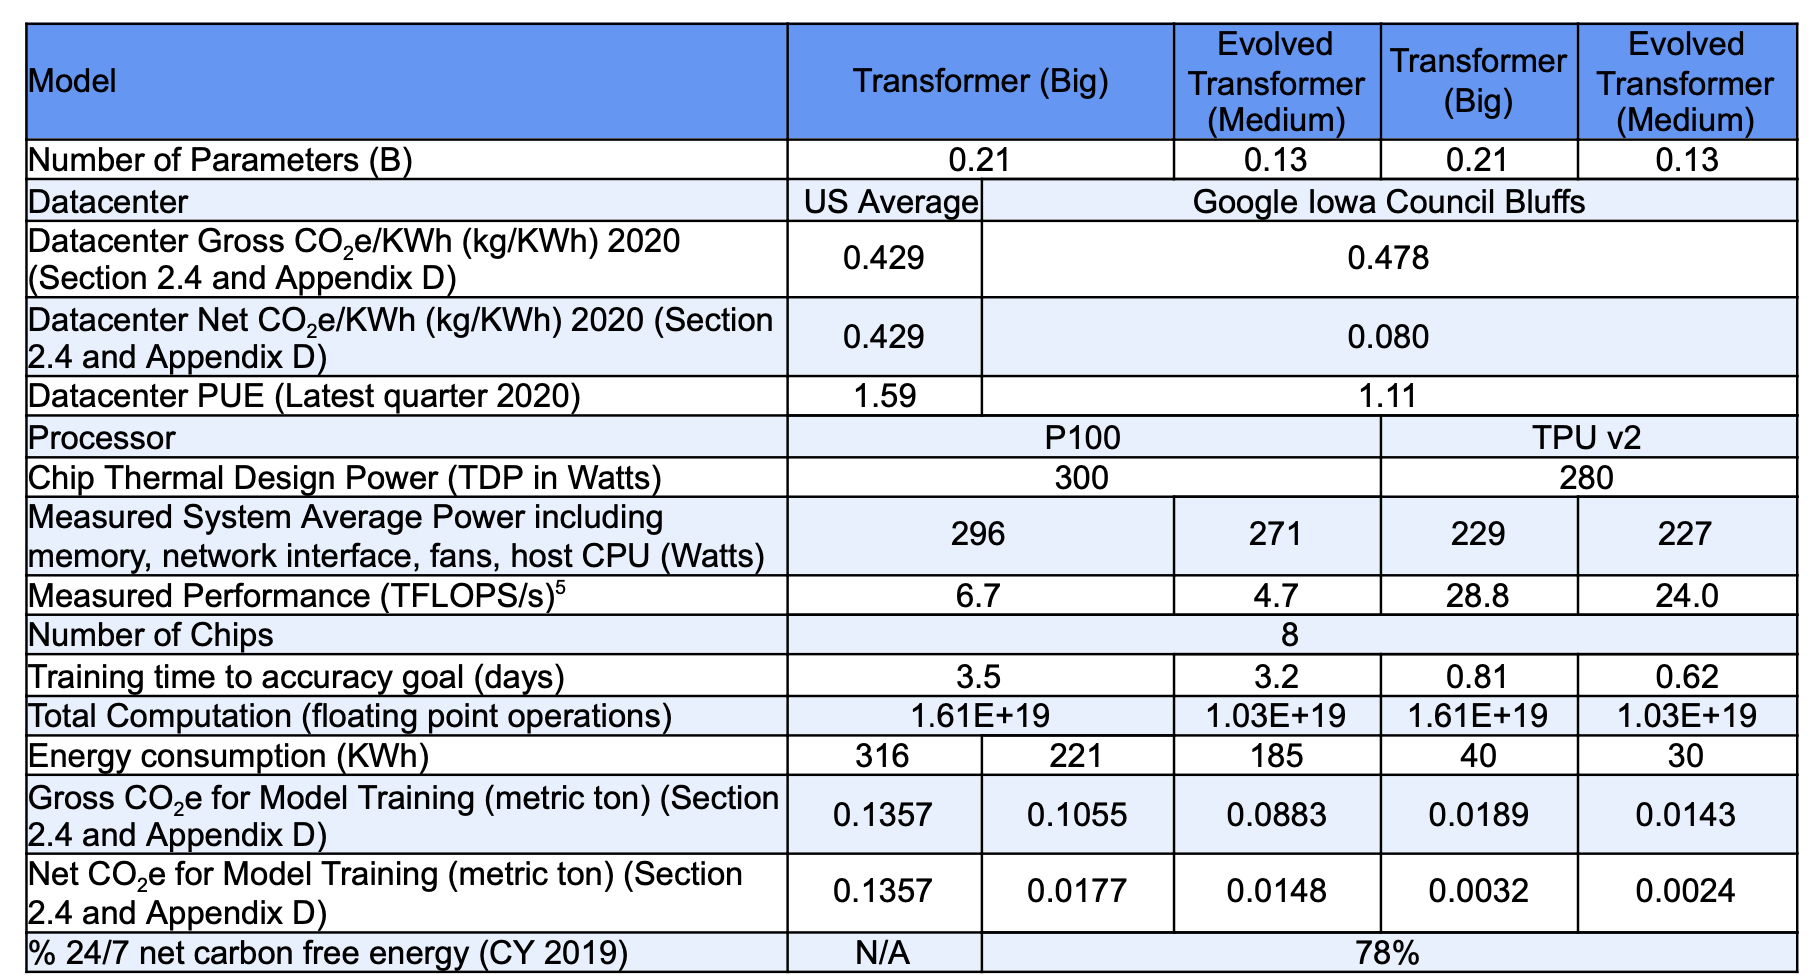 Model Transformer (Big) Evolved Transformer (Medium) Transformer (Big) Evolved Transformer (Medium)
Number of Parameters (B) 0.21 0.13 0.21 0.13
Datacenter US Average Google Iowa Council Bluffs
Datacenter Gross CO₂e/KWh (kg/KWh) 2020
(Section 2.4 and Appendix D) 0.429 0.478
Datacenter Net CO₂e/KWh (kg/KWh) 2020 (Section
2.4 and Appendix D) 0.429 0.080
Datacenter PUE (Latest quarter 2020) 1.59 1.11
Processor P100 TPU v2
Chip Thermal Design Power (TDP in Watts) 300 280
Measured System Average Power including
memory, network interface, fans, host CPU (Watts) 296 271 229 227
Measured Performance (TFLOPS/s)⁵ 6.7 4.7 28.8 24.0
Number of Chips 8
Training time to accuracy goal (days) 3.5 3.2 0.81 0.62
Total Computation (floating point operations) 1.61E+19 1.03E+19 1.61E+19 1.03E+19
Energy consumption (KWh) 316 221 185 40 30
Gross CO₂e for Model Training (metric ton) (Section
2.4 and Appendix D) 0.1357 0.1055 0.0883 0.0189 0.0143
Net CO₂e for Model Training (metric ton) (Section
2.4 and Appendix D) 0.1357 0.0177 0.0148 0.0032 0.0024
% 24/7 net carbon free energy (CY 2019) N/A 78%